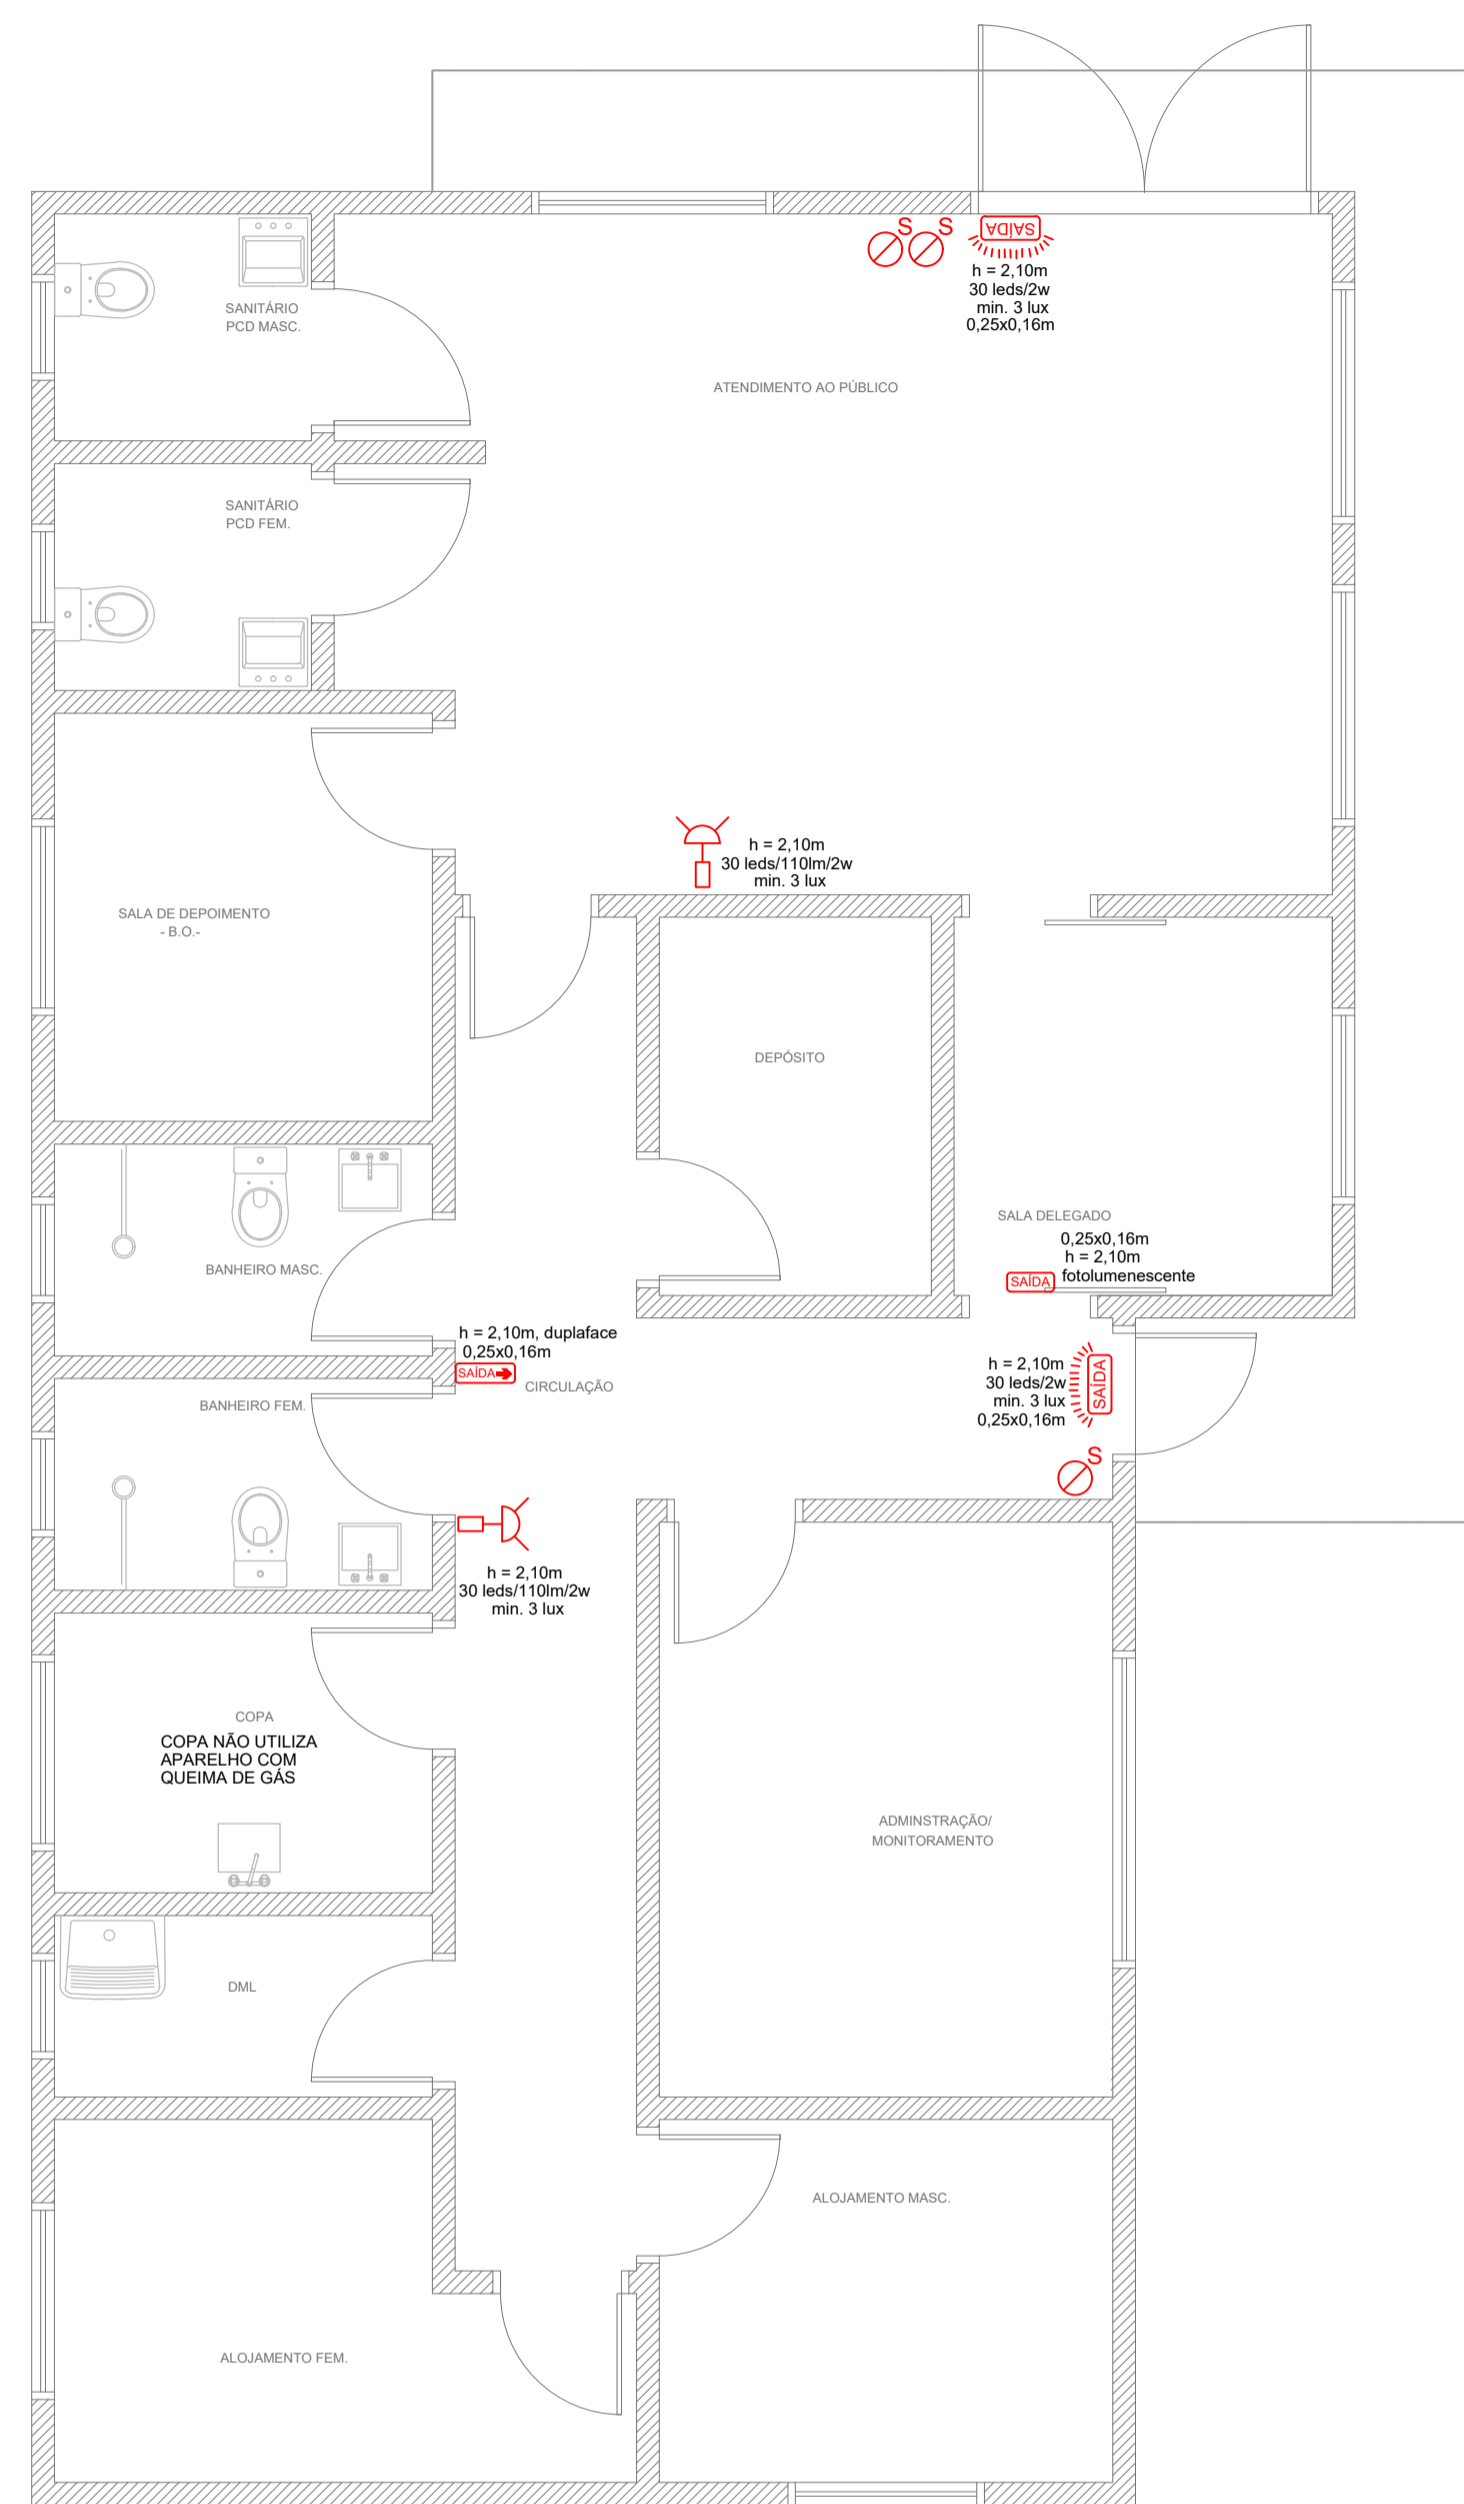 S S SAÍDA
h = 2,10m
30 leds/2w
min. 3 lux
0,25x0,16m
SANITÁRIO
PCD MASC.
ATENDIMENTO AO PÚBLICO
SANITÁRIO
PCD FEM.
h = 2,10m
30 leds/110lm/2w
min. 3 lux
SALA DE DEPOIMENTO
- B.O.-
DEPÓSITO
SALA DELEGADO
0,25x0,16m
h = 2,10m
SAÍDA fotolumenescente
BANHEIRO MASC.
h = 2,10m, duplaface
0,25x0,16m
SAÍDA
CIRCULAÇÃO
h = 2,10m
30 leds/2w
min. 3 lux
0,25x0,16m
SAÍDA
S
BANHEIRO FEM.
h = 2,10m
30 leds/110lm/2w
min. 3 lux
COPA
COPA NÃO UTILIZA
APARELHO COM
QUEIMA DE GÁS
ADMINSTRAÇÃO/
MONITORAMENTO
DML
ALOJAMENTO MASC.
ALOJAMENTO FEM.